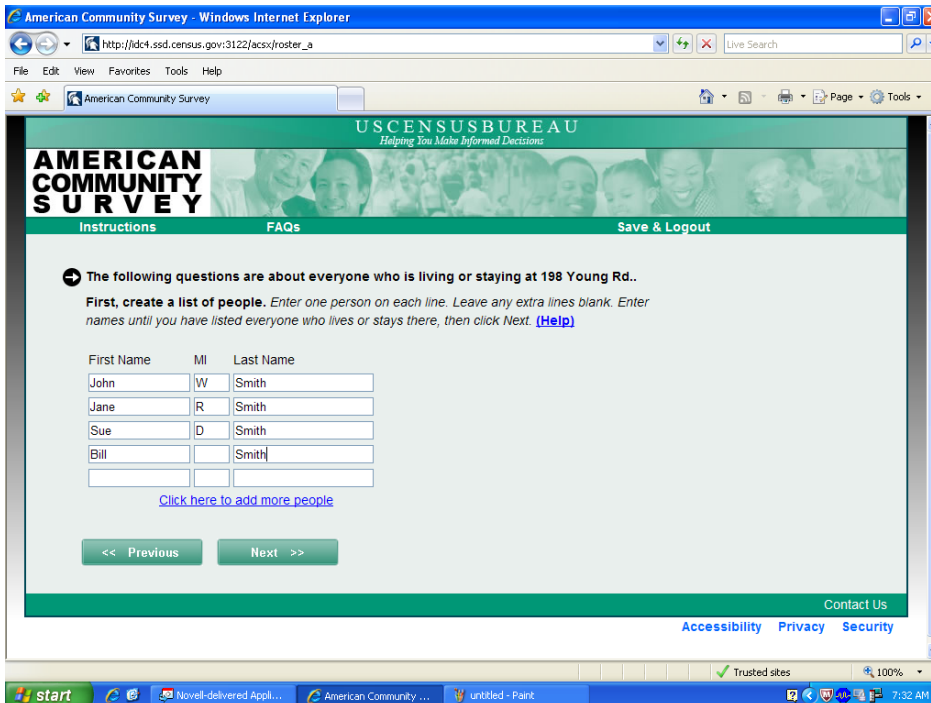 American Community Survey - Windows Internet Explorer
http://idc4.ssd.census.gov:3122/acsx/roster_a
Live Search
File Edit View Favorites Tools Help
American Community Survey
Page Tools
USCENSUSBUREAU
Helping You Make Informed Decisions
AMERICAN
COMMUNITY
SURVEY
Instructions FAQs Save & Logout
The following questions are about everyone who is living or staying at 198 Young Rd..
First, create a list of people. Enter one person on each line. Leave any extra lines blank. Enter
names until you have listed everyone who lives or stays there, then click Next. (Help)
First Name MI Last Name
John W Smith
Jane R Smith
Sue D Smith
Bill Smith
Click here to add more people
<< Previous Next >>
Contact Us
Accessibility Privacy Security
Trusted sites 100%
start Novell-delivered Appli... American Community ... untitled - Paint 7:32 AM